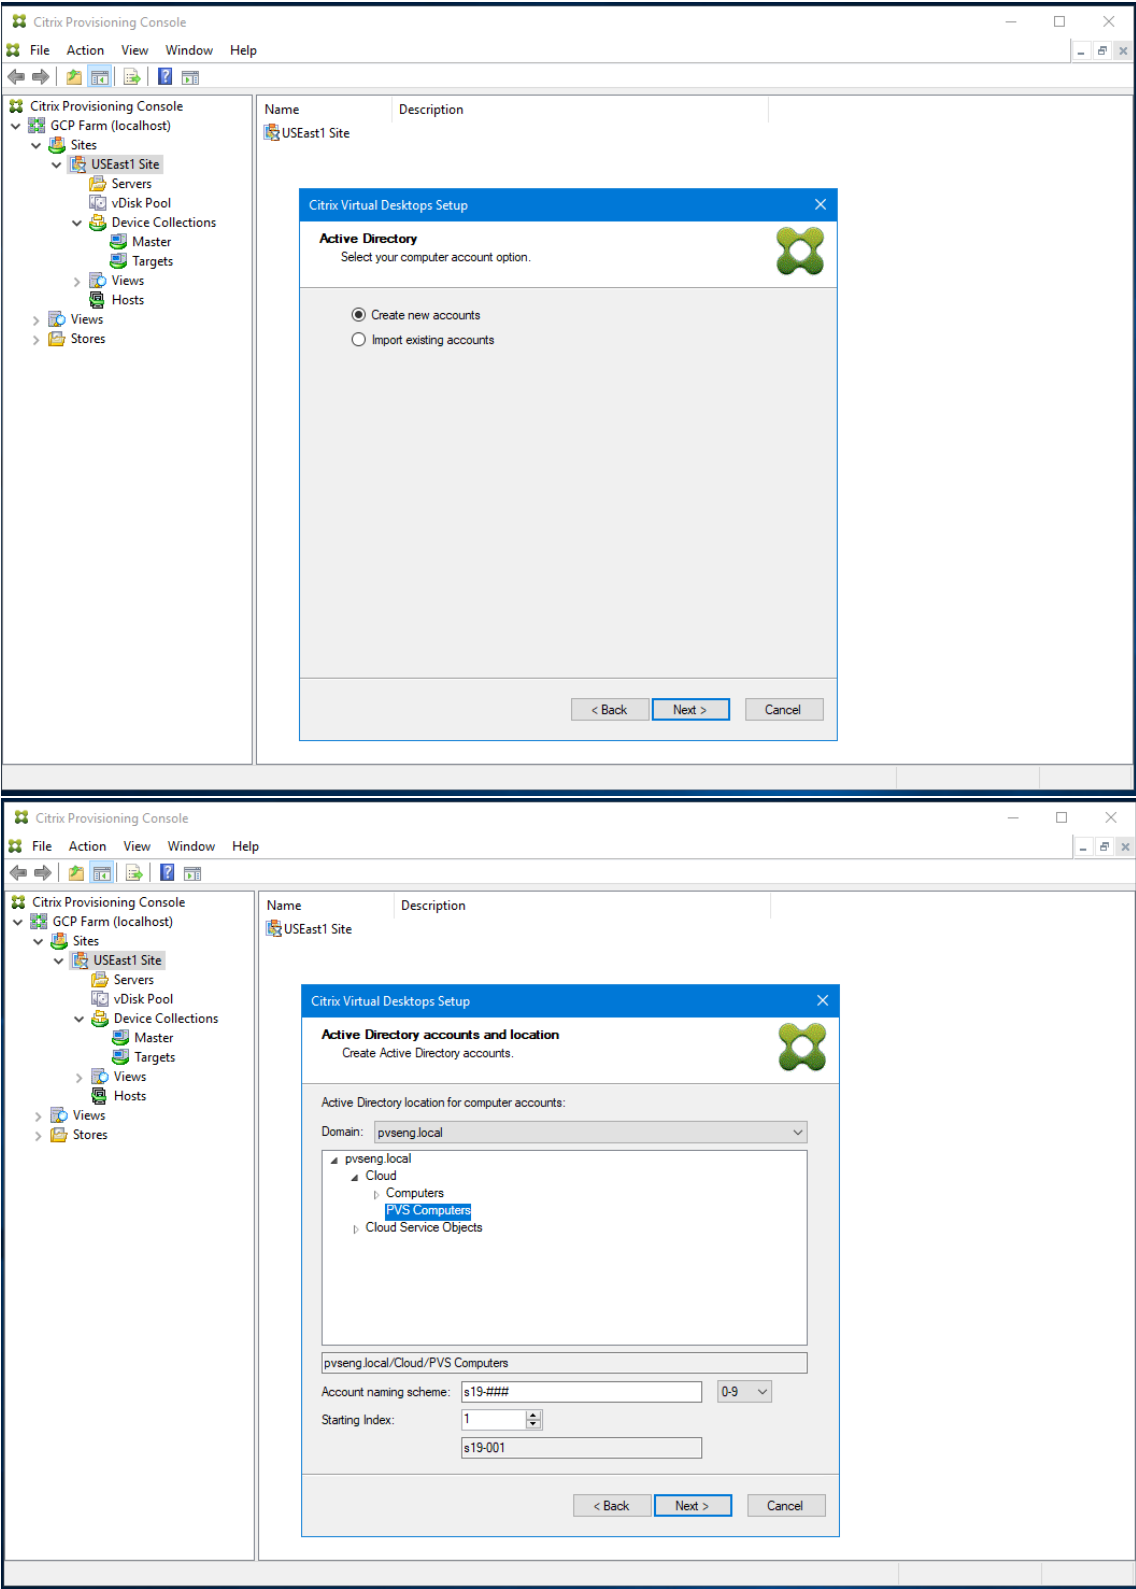 Citrix Provisioning Console
File Action View Window Help
Citrix Provisioning Console
GCP Farm (localhost)
Sites
USEast1 Site
Servers
vDisk Pool
Device Collections
Master
Targets
Views
Hosts
Views
Stores
Name Description
USEast1 Site
Citrix Virtual Desktops Setup
Active Directory
Select your computer account option.
Create new accounts
Import existing accounts
< Back Next > Cancel
Citrix Provisioning Console
File Action View Window Help
Citrix Provisioning Console
GCP Farm (localhost)
Sites
USEast1 Site
Servers
vDisk Pool
Device Collections
Master
Targets
Views
Hosts
Views
Stores
Name Description
USEast1 Site
Citrix Virtual Desktops Setup
Active Directory accounts and location
Create Active Directory accounts.
Active Directory location for computer accounts:
Domain: pvseng.local
pvseng.local
Cloud
Computers
PVS Computers
Cloud Service Objects
pvseng.local/Cloud/PVS Computers
Account naming scheme: s19-### 0-9
Starting Index: 1
s19-001
< Back Next > Cancel